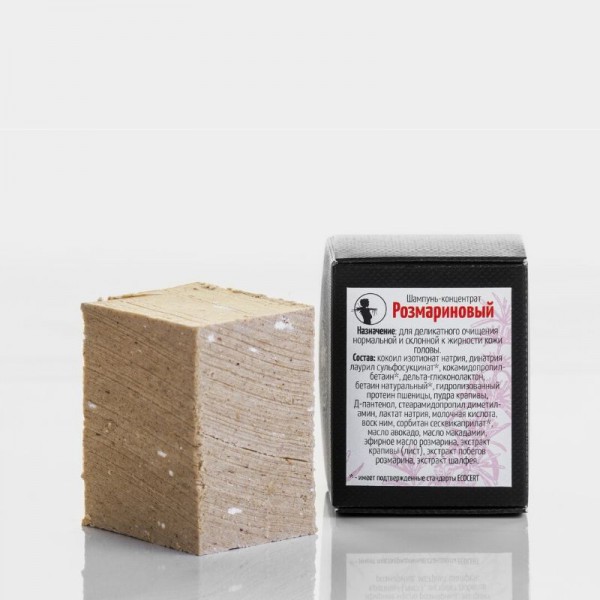 Шампунь-концентрат
Розмариновый
Назначение: для деликатного очищения
нормальной и склонной к жирности кожи
головы.
Состав: кокоил изотионат натрия, динатрия
лаурил сульфосукцинат*, кокамидопропил-
бетаин*, дельта-глюконолактон,
бетаин натуральный*, гидролизованный
протеин пшеницы, пудра крапивы,
Д-пантенол, стеарамидопропил диметил-
амин, лактат натрия, молочная кислота,
воск ним, сорбитан сесквикаприлат*,
масло авокадо, масло макадамии,
эфирное масло розмарина, экстракт
крапивы (лист), экстракт побегов
розмарина, экстракт шалфея.
* - имеет подтвержденные стандарты ECOCERT